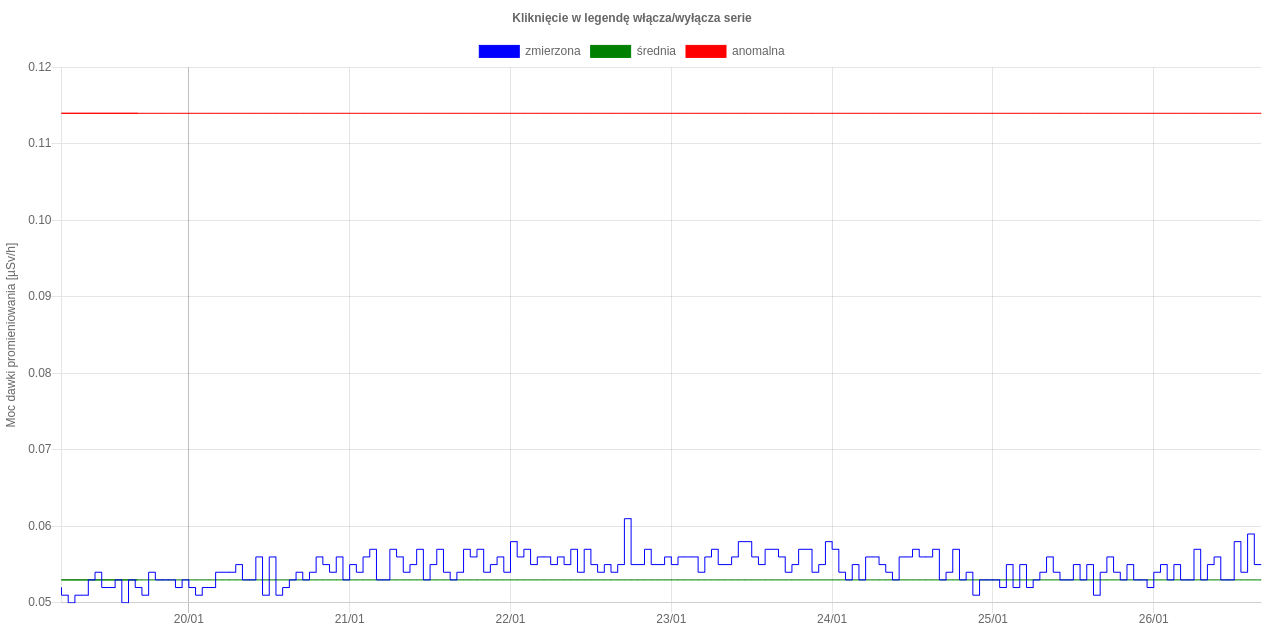 Kliknięcie w legendę włącza/wyłącza serie
zmierzona średnia anomalna
0.12
0.11
0.10
0.09
0.08
0.07
0.06
0.05
Moc dawki promieniowania [µSv/h]
20/01 21/01 22/01 23/01 24/01 25/01 26/01